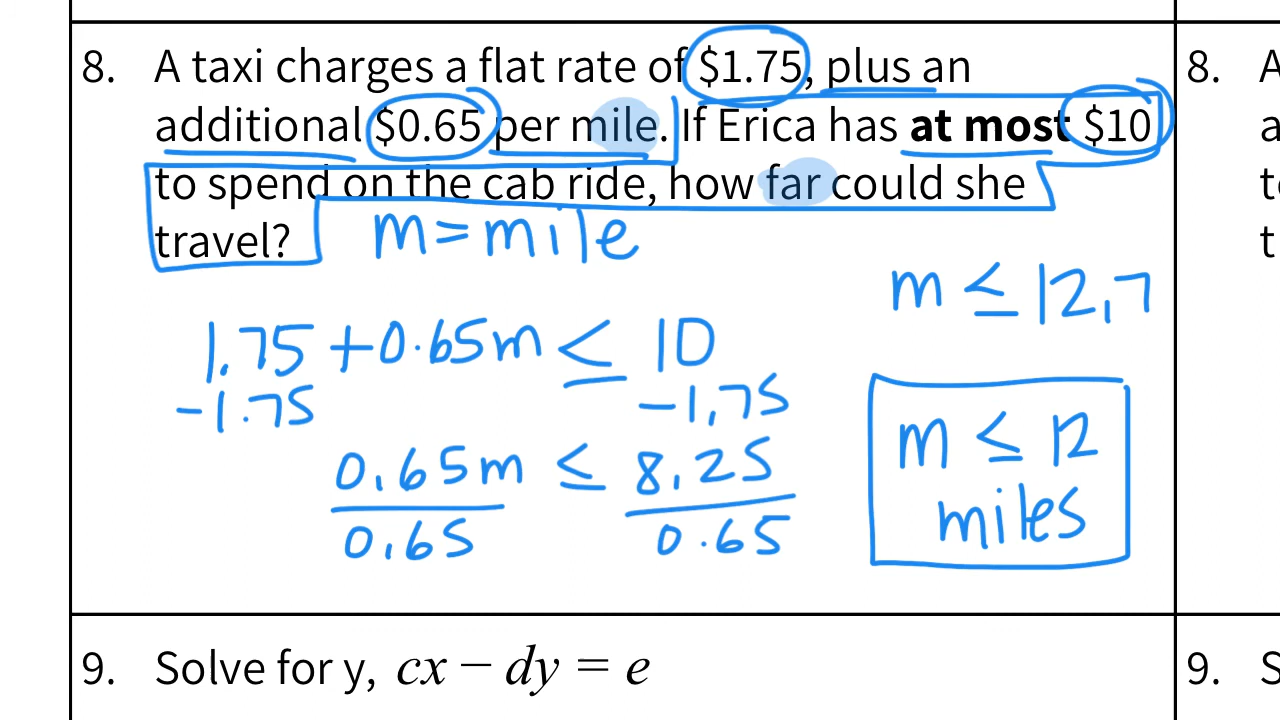 8. A taxi charges a flat rate of $1.75, plus an
additional $0.65 per mile. If Erica has at most $10
to spend on the cab ride, how far could she
travel?
m = mile
m ≤ 12.7
1.75 + 0.65m ≤ 10
-1.75 -1.75
0.65m ≤ 8.25
0.65 0.65
m ≤ 12
miles
9. Solve for y, cx − dy = e
8. A
a
t
t
9. S